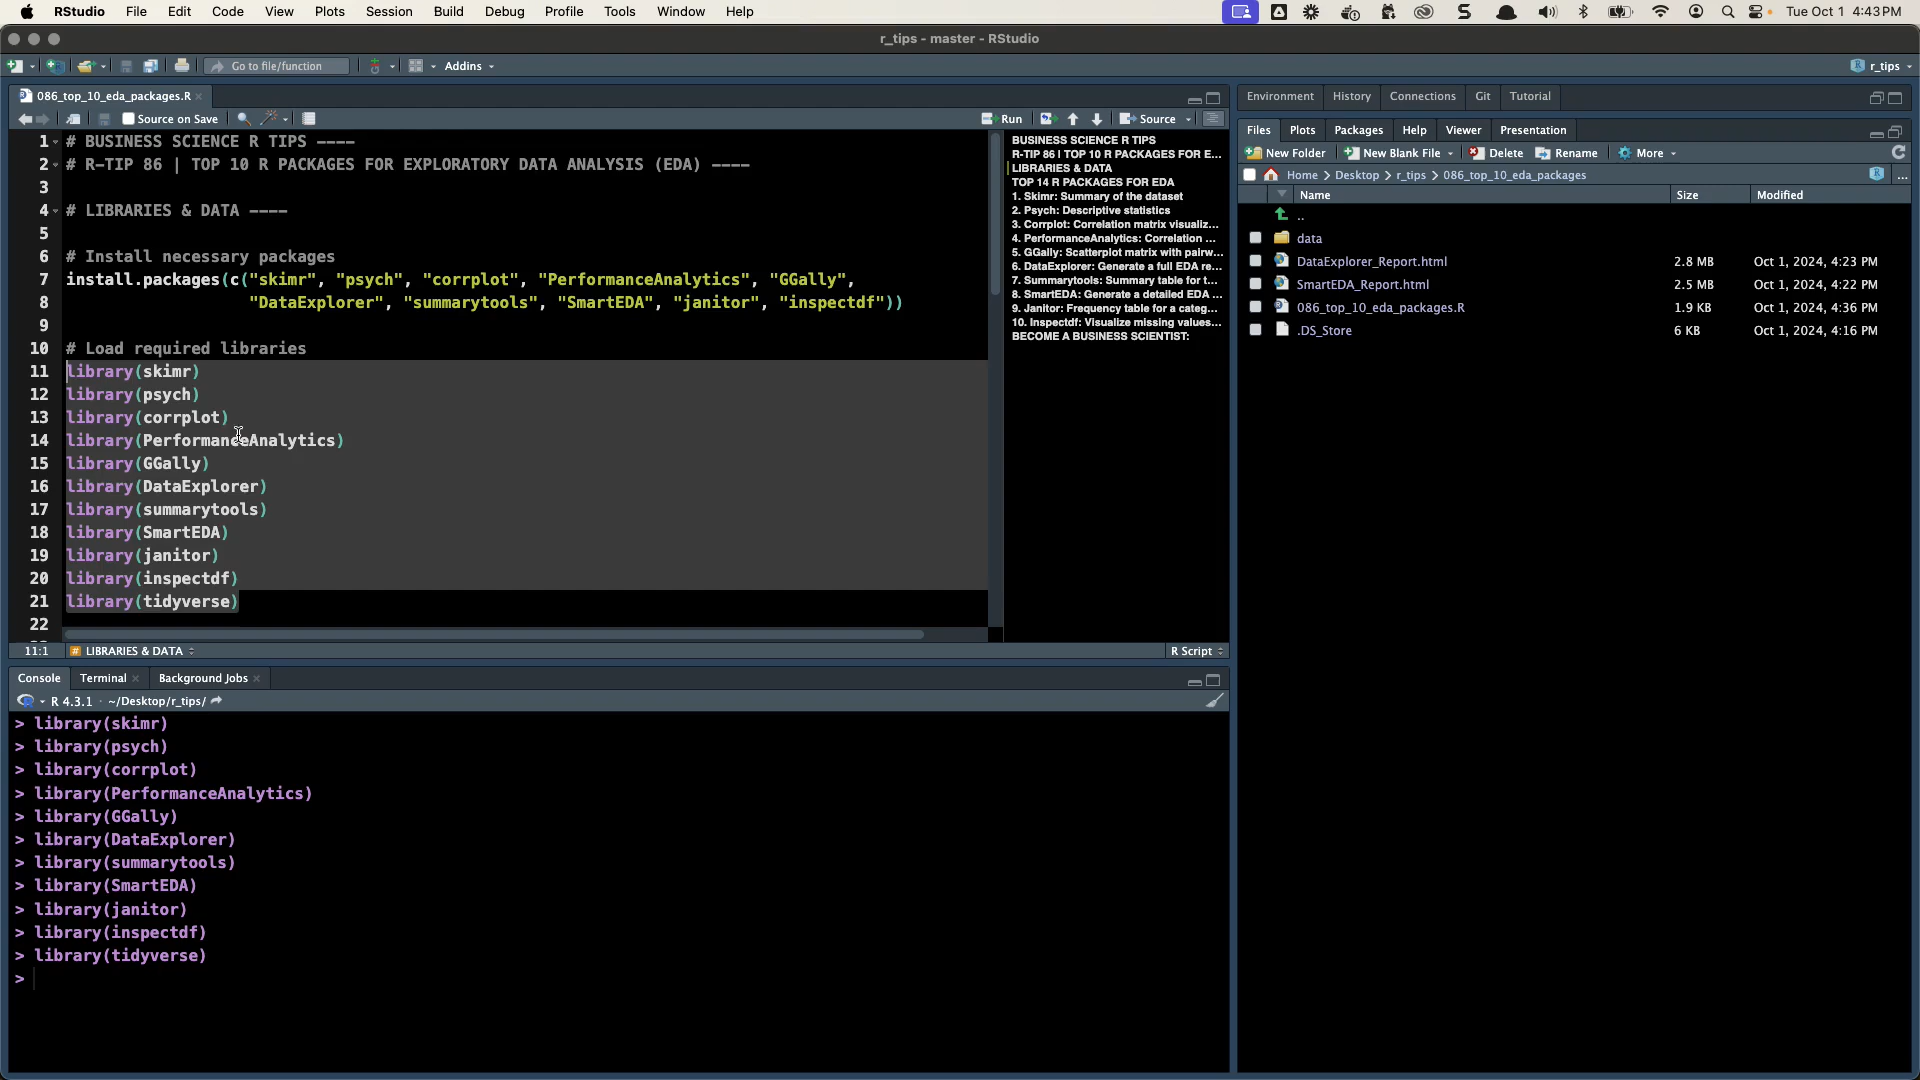 RStudio File Edit Code View Plots Session Build Debug Profile Tools Window Help Tue Oct 1 4:43 PM
r_tips - master - RStudio
Go to file/function Addins r_tips
086_top_10_eda_packages.R
Source on Save Run Source
1 # BUSINESS SCIENCE R TIPS ----
2 # R-TIP 86 | TOP 10 R PACKAGES FOR EXPLORATORY DATA ANALYSIS (EDA) ----
3
4 # LIBRARIES & DATA ----
5
6 # Install necessary packages
7 install.packages(c("skimr", "psych", "corrplot", "PerformanceAnalytics", "GGally",
8 "DataExplorer", "summarytools", "SmartEDA", "janitor", "inspectdf"))
9
10 # Load required libraries
11 library(skimr)
12 library(psych)
13 library(corrplot)
14 library(PerformanceAnalytics)
15 library(GGally)
16 library(DataExplorer)
17 library(summarytools)
18 library(SmartEDA)
19 library(janitor)
20 library(inspectdf)
21 library(tidyverse)
22
11:1 LIBRARIES & DATA R Script
BUSINESS SCIENCE R TIPS
R-TIP 86 | TOP 10 R PACKAGES FOR E...
LIBRARIES & DATA
TOP 14 R PACKAGES FOR EDA
1. Skimr: Summary of the dataset
2. Psych: Descriptive statistics
3. Corrplot: Correlation matrix visualiz...
4. PerformanceAnalytics: Correlation ...
5. GGally: Scatterplot matrix with pairw...
6. DataExplorer: Generate a full EDA re...
7. Summarytools: Summary table for t...
8. SmartEDA: Generate a detailed EDA ...
9. Janitor: Frequency table for a categ...
10. Inspectdf: Visualize missing values...
BECOME A BUSINESS SCIENTIST:
Console Terminal Background Jobs
R 4.3.1 · ~/Desktop/r_tips/
> library(skimr)
> library(psych)
> library(corrplot)
> library(PerformanceAnalytics)
> library(GGally)
> library(DataExplorer)
> library(summarytools)
> library(SmartEDA)
> library(janitor)
> library(inspectdf)
> library(tidyverse)
>
Environment History Connections Git Tutorial
Files Plots Packages Help Viewer Presentation
New Folder New Blank File Delete Rename More
Home > Desktop > r_tips > 086_top_10_eda_packages ...
Name Size Modified
..
data
DataExplorer_Report.html 2.8 MB Oct 1, 2024, 4:23 PM
SmartEDA_Report.html 2.5 MB Oct 1, 2024, 4:22 PM
086_top_10_eda_packages.R 1.9 KB Oct 1, 2024, 4:36 PM
.DS_Store 6 KB Oct 1, 2024, 4:16 PM